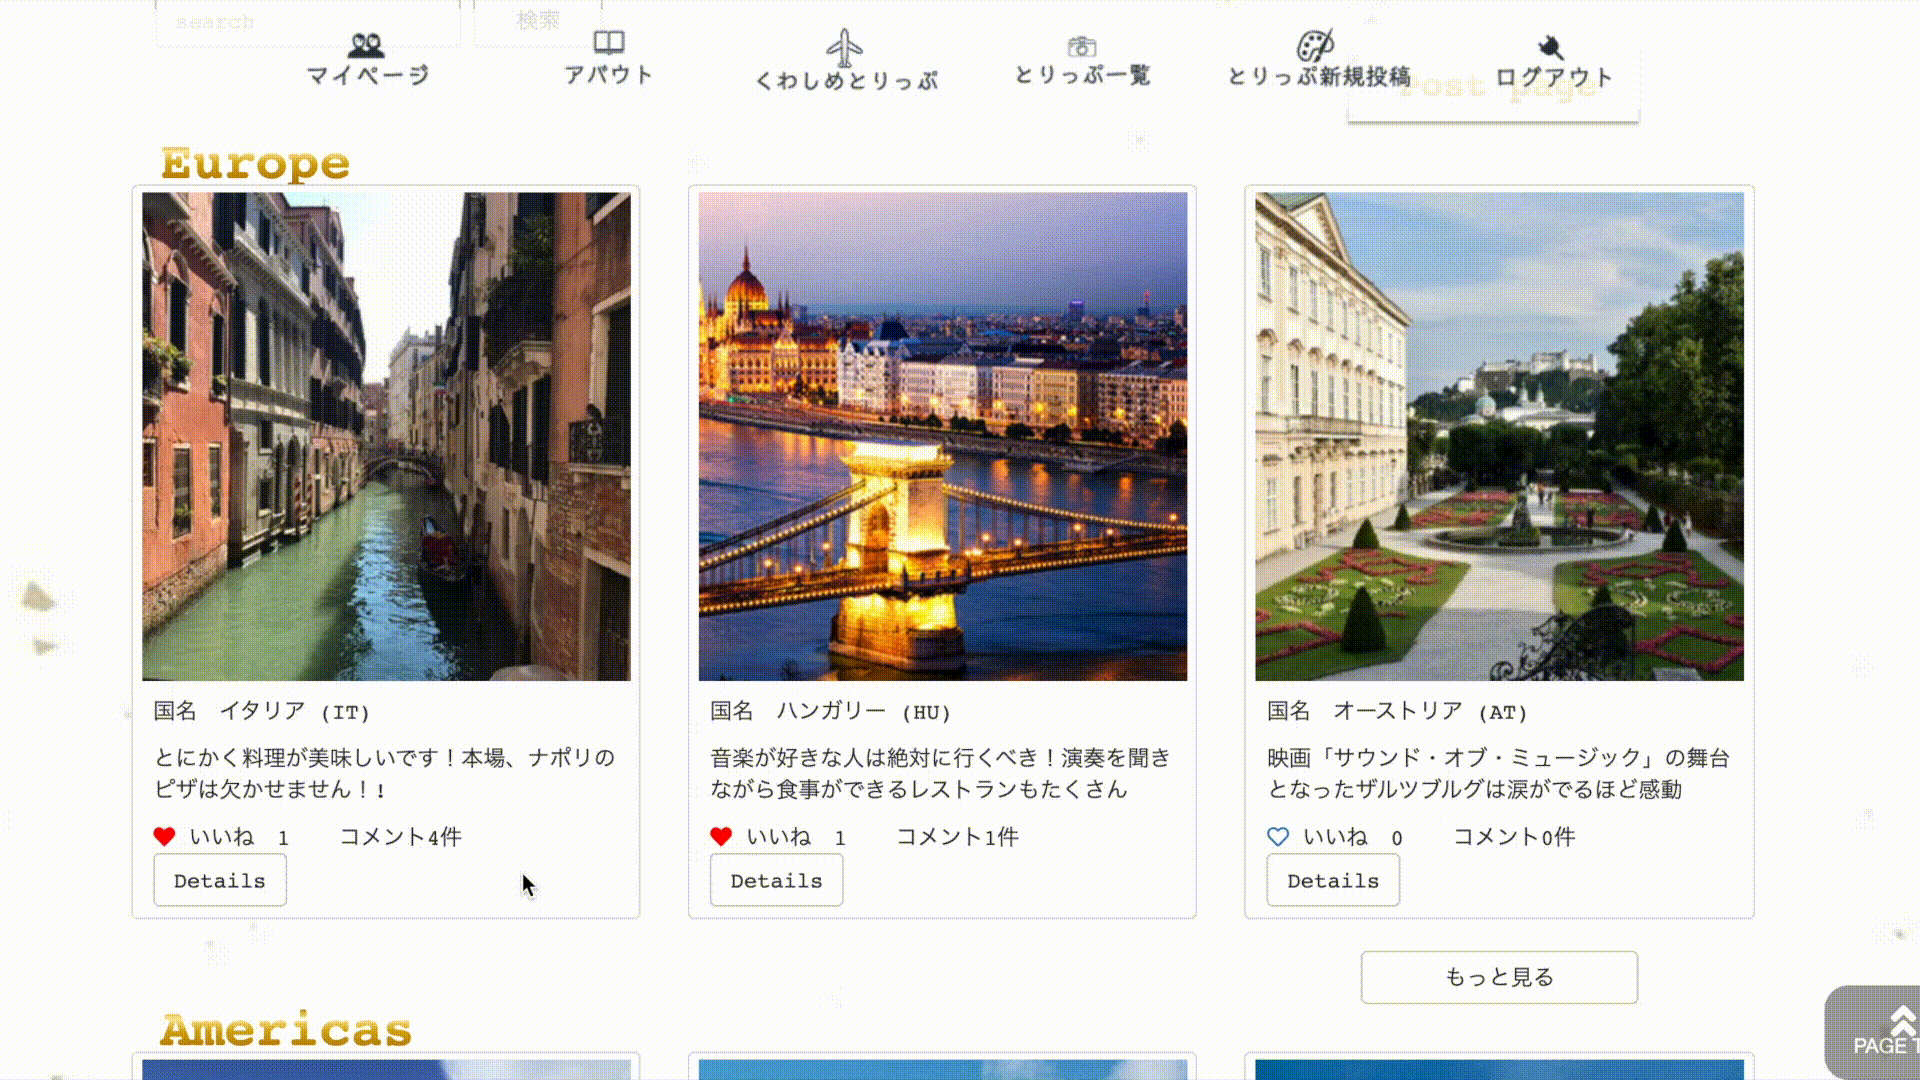 search
検索
マイページ
アバウト
くわしめとりっぷ
とりっぷ一覧
とりっぷ新規投稿
ログアウト
Post page
Europe
国名 イタリア (IT)
とにかく料理が美味しいです！本場、ナポリの
ピザは欠かせません！!
いいね 1 コメント4件
Details
国名 ハンガリー (HU)
音楽が好きな人は絶対に行くべき！演奏を聞き
ながら食事ができるレストランもたくさん
いいね 1 コメント1件
Details
国名 オーストリア (AT)
映画「サウンド・オブ・ミュージック」の舞台
となったザルツブルグは涙がでるほど感動
いいね 0 コメント0件
Details
もっと見る
Americas
PAGE T